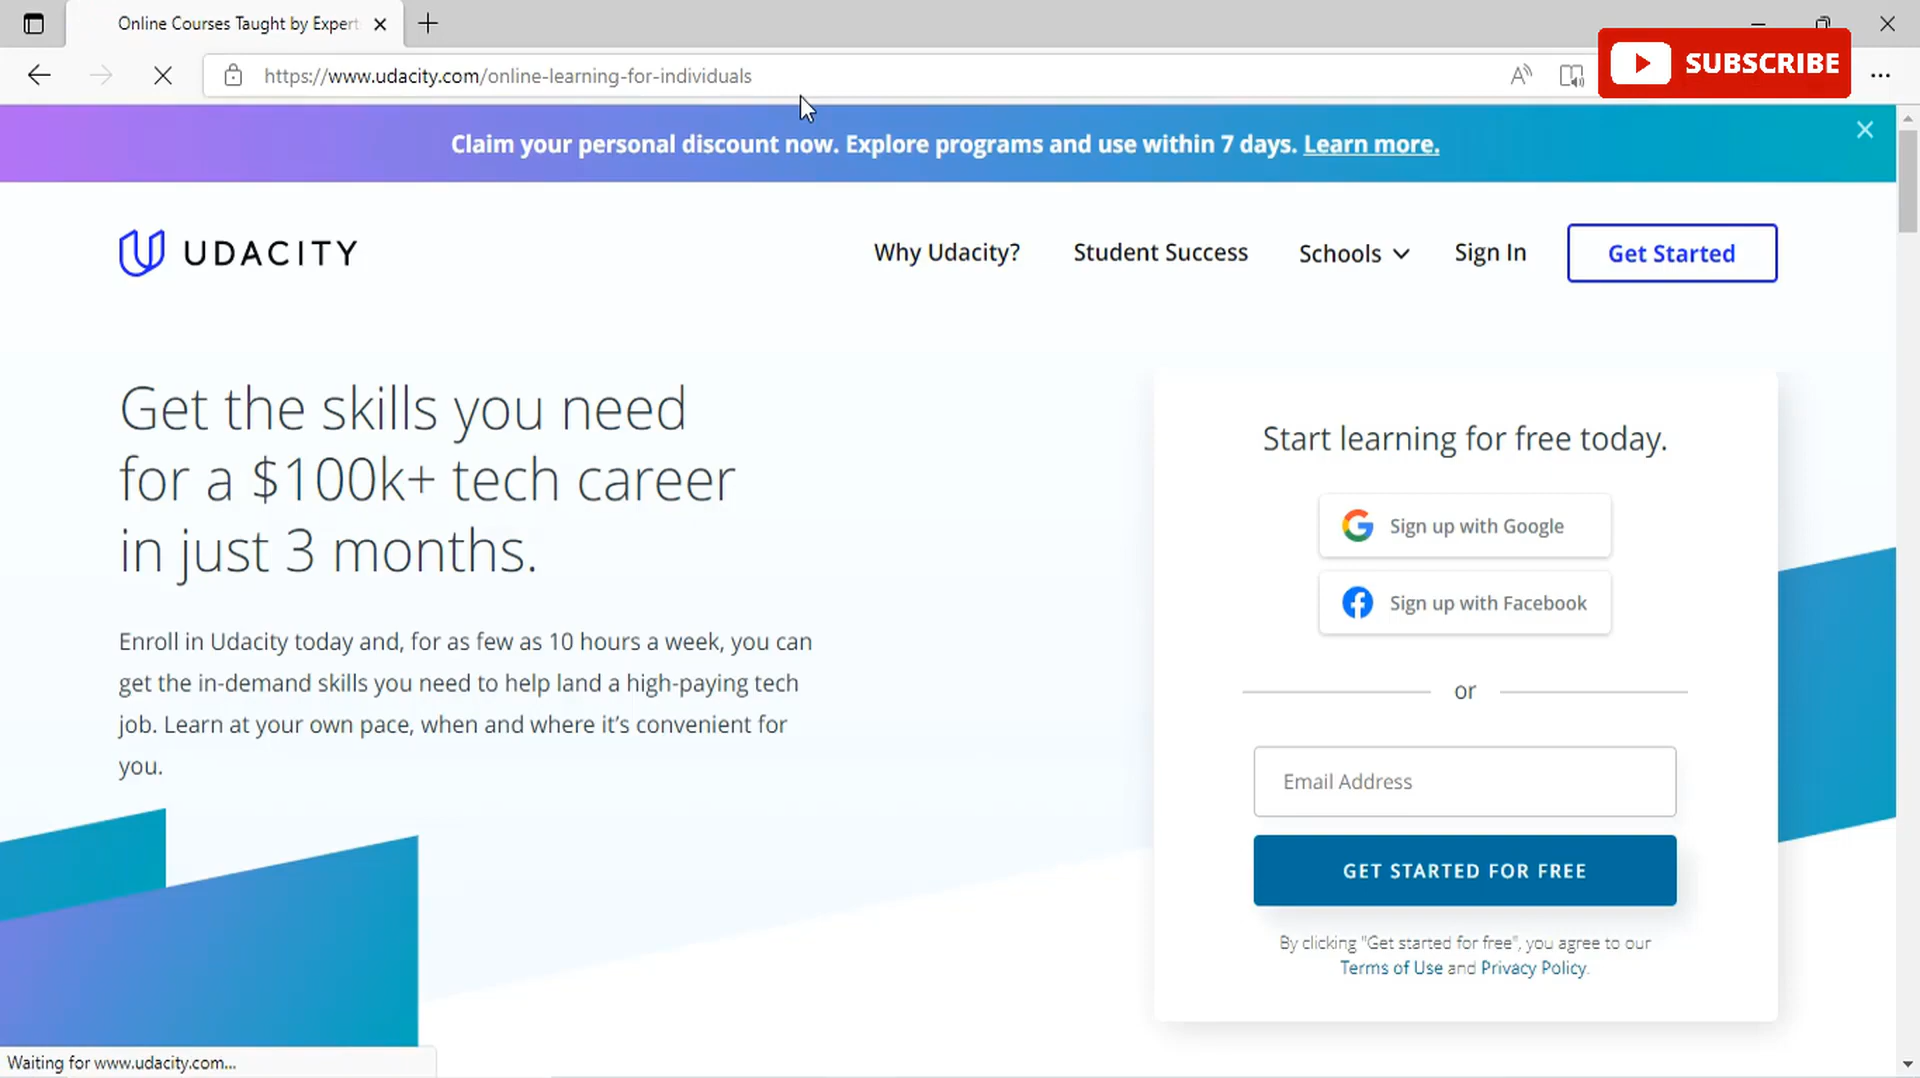 Online Courses Taught by Expert
https://www.udacity.com/online-learning-for-individuals
SUBSCRIBE
Claim your personal discount now. Explore programs and use within 7 days. Learn more.
UDACITY
Why Udacity?
Student Success
Schools
Sign In
Get Started
Get the skills you need
for a $100k+ tech career
in just 3 months.
Enroll in Udacity today and, for as few as 10 hours a week, you can
get the in-demand skills you need to help land a high-paying tech
job. Learn at your own pace, when and where it’s convenient for
you.
Start learning for free today.
Sign up with Google
Sign up with Facebook
or
Email Address
GET STARTED FOR FREE
By clicking "Get started for free", you agree to our
Terms of Use and Privacy Policy.
Waiting for www.udacity.com...